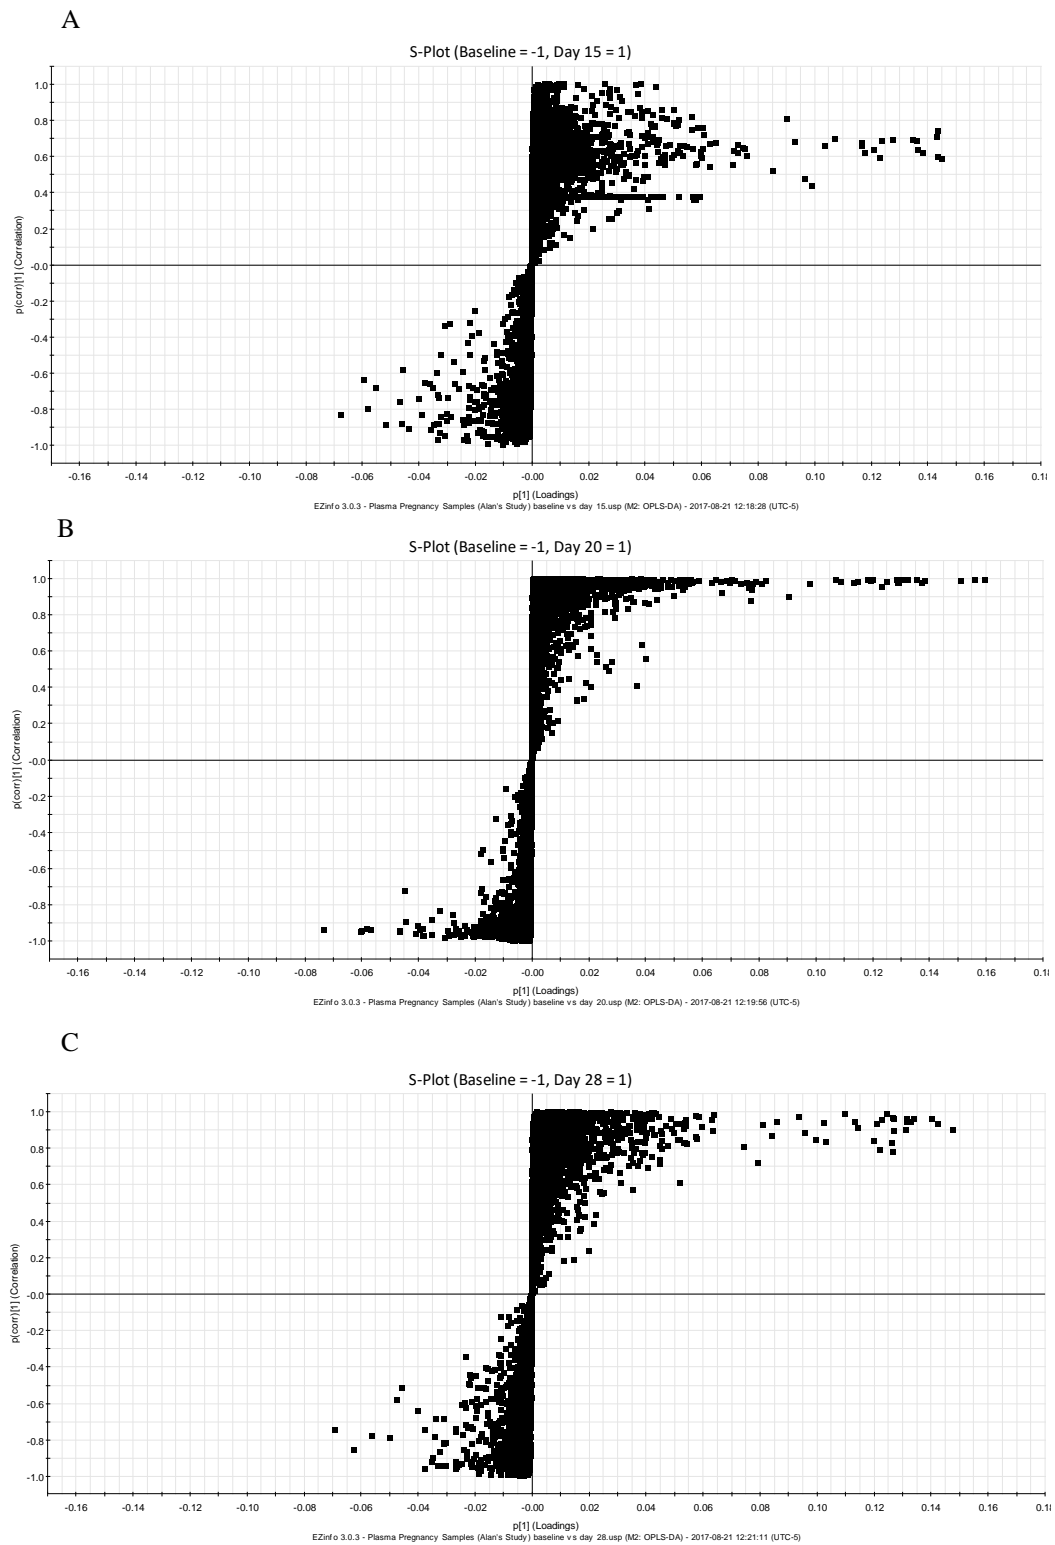 A
S-Plot (Baseline = -1, Day 15 = 1)
1.0
0.8
0.6
0.4
0.2
-0.0
-0.2
-0.4
-0.6
-0.8
-1.0
p(corr)[1] (Correlation)
-0.16 -0.14 -0.12 -0.10 -0.08 -0.06 -0.04 -0.02 -0.00 0.02 0.04 0.06 0.08 0.10 0.12 0.14 0.16 0.18
p[1] (Loadings)
EZinfo 3.0.3 - Plasma Pregnancy Samples (Alan's Study) baseline vs day 15.usp (M2: OPLS-DA) - 2017-08-21 12:18:28 (UTC-5)
B
S-Plot (Baseline = -1, Day 20 = 1)
1.0
0.8
0.6
0.4
0.2
-0.0
-0.2
-0.4
-0.6
-0.8
-1.0
p(corr)[1] (Correlation)
-0.16 -0.14 -0.12 -0.10 -0.08 -0.06 -0.04 -0.02 -0.00 0.02 0.04 0.06 0.08 0.10 0.12 0.14 0.16 0.18
p[1] (Loadings)
EZinfo 3.0.3 - Plasma Pregnancy Samples (Alan's Study) baseline vs day 20.usp (M2: OPLS-DA) - 2017-08-21 12:19:56 (UTC-5)
C
S-Plot (Baseline = -1, Day 28 = 1)
1.0
0.8
0.6
0.4
0.2
-0.0
-0.2
-0.4
-0.6
-0.8
-1.0
p(corr)[1] (Correlation)
-0.16 -0.14 -0.12 -0.10 -0.08 -0.06 -0.04 -0.02 -0.00 0.02 0.04 0.06 0.08 0.10 0.12 0.14 0.16 0.18
p[1] (Loadings)
EZinfo 3.0.3 - Plasma Pregnancy Samples (Alan's Study) baseline vs day 28.usp (M2: OPLS-DA) - 2017-08-21 12:21:11 (UTC-5)